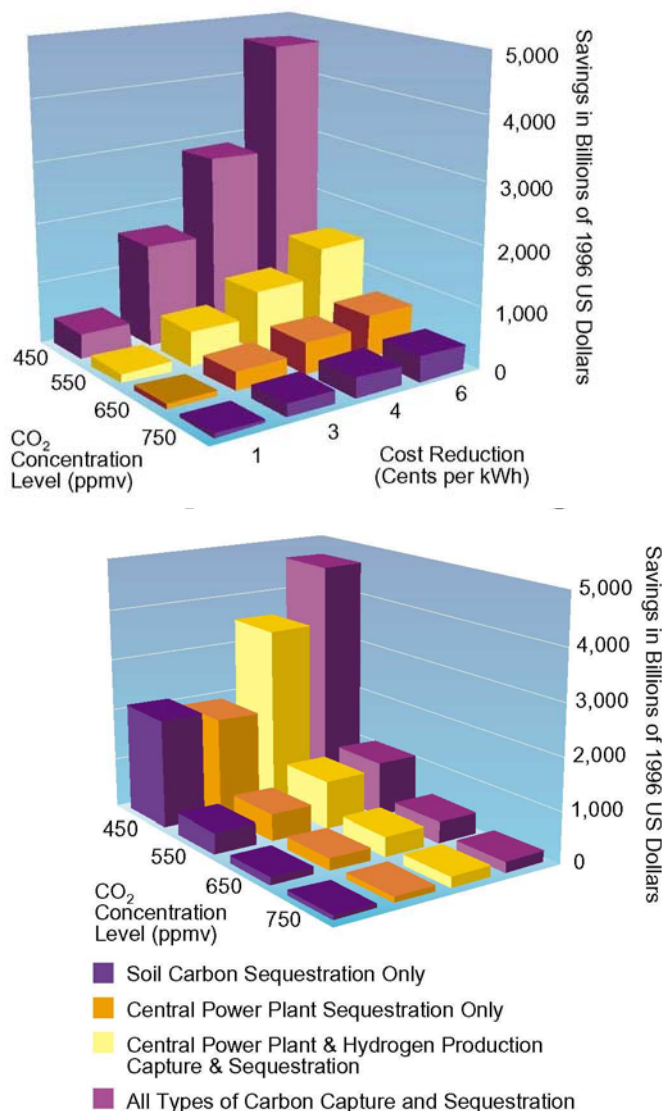 5,000
4,000
3,000
2,000
1,000
0
Savings in Billions of 1996 US Dollars
450
550
650
750
CO₂
Concentration
Level (ppmv)
1
3
4
6
Cost Reduction
(Cents per kWh)
5,000
4,000
3,000
2,000
1,000
0
Savings in Billions of 1996 US Dollars
450
550
650
750
CO₂
Concentration
Level (ppmv)
Soil Carbon Sequestration Only
Central Power Plant Sequestration Only
Central Power Plant & Hydrogen Production
Capture & Sequestration
All Types of Carbon Capture and Sequestration